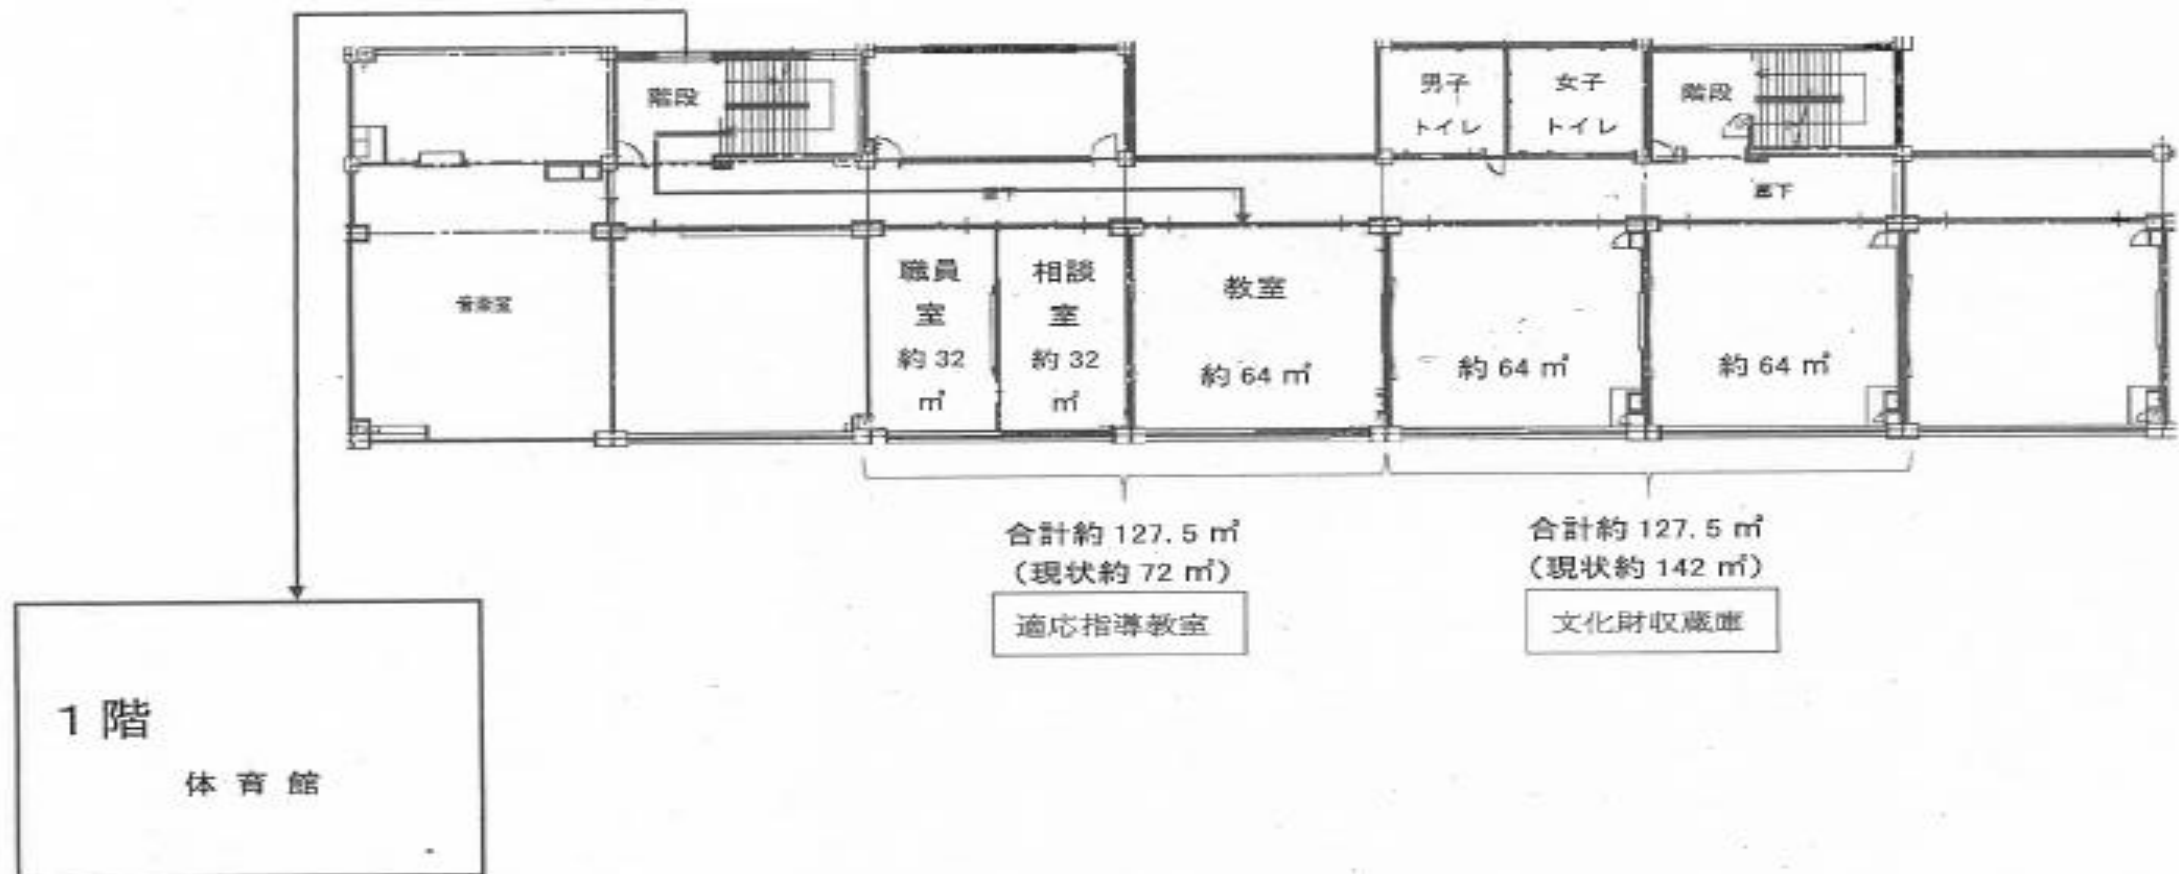 階段
男子
トイレ
女子
トイレ
階段
廊下
廊下
音楽室
職員
室
約 32
㎡
相談
室
約 32
㎡
教室
約 64 ㎡
約 64 ㎡
約 64 ㎡
合計約 127.5 ㎡
（現状約 72 ㎡）
適応指導教室
合計約 127.5 ㎡
（現状約 142 ㎡）
文化財収蔵庫
1 階
体 育 館